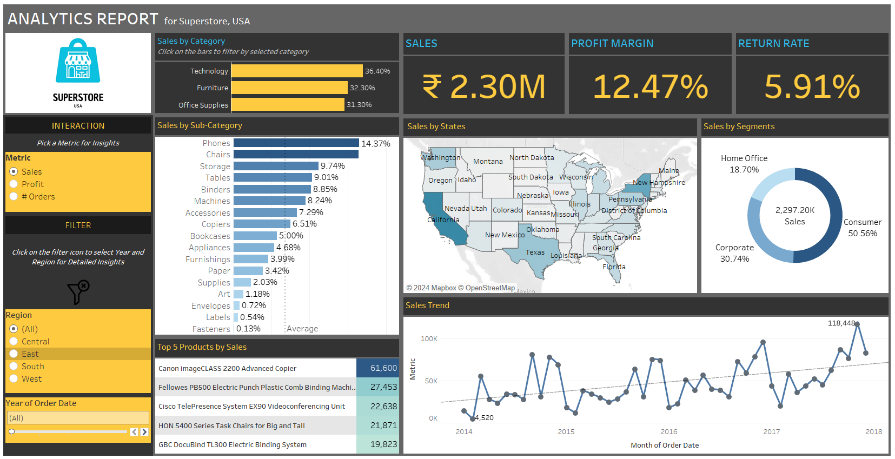 ANALYTICS REPORT for Superstore, USA
SUPERSTORE
USA
INTERACTION
Pick a Metric for Insights
Metric
Sales
Profit
# Orders
FILTER
Click on the filter icon to select Year and
Region for Detailed Insights
Region
(All)
Central
East
South
West
Year of Order Date
(All)
Sales by Category
Click on the bars to filter by selected category
Technology 36.40%
Furniture 32.30%
Office Supplies 31.30%
Sales by Sub-Category
Phones 14.37%
Chairs
Storage 9.74%
Tables 9.01%
Binders 8.85%
Machines 8.24%
Accessories 7.29%
Copiers 6.51%
Bookcases 5.00%
Appliances 4.68%
Furnishings 3.99%
Paper 3.42%
Supplies 2.03%
Art 1.18%
Envelopes 0.72%
Labels 0.54%
Fasteners 0.13%
Average
Top 5 Products by Sales
Canon imageCLASS 2200 Advanced Copier 61,600
Fellowes PB500 Electric Punch Plastic Comb Binding Machi.. 27,453
Cisco TelePresence System EX90 Videoconferencing Unit 22,638
HON 5400 Series Task Chairs for Big and Tall 21,871
GBC DocuBind TL300 Electric Binding System 19,823
SALES
₹ 2.30M
PROFIT MARGIN
12.47%
RETURN RATE
5.91%
Sales by States
Washington
Montana
North Dakota
Maine
Oregon
Idaho
South Dakota
Wisconsin
New Hampshire
Nebraska
Iowa
Pennsylvania
Nevada
Utah
Colorado
Kansas
Missouri
Illinois
District of Columbia
California
Oklahoma
New Mexico
South Carolina
Georgia
Texas
Louisiana
Florida
Mexico
© 2024 Mapbox © OpenStreetMap
Sales by Segments
Home Office
18.70%
2,297.20K
Sales
Consumer
50.56%
Corporate
30.74%
Sales Trend
118,448
100K
50K
0K
Metric
4,520
2014
2015
2016
2017
2018
Month of Order Date